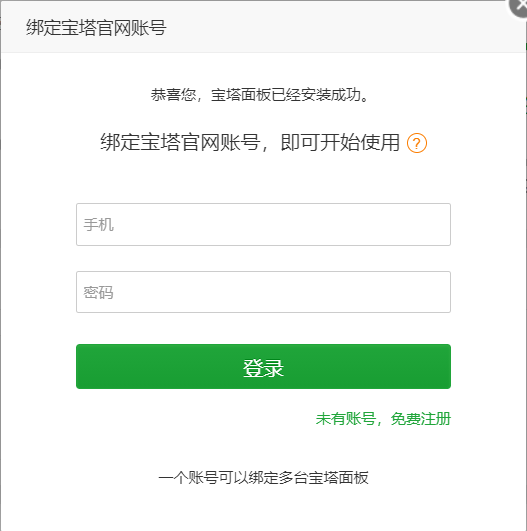 绑定宝塔官网账号
恭喜您，宝塔面板已经安装成功。
绑定宝塔官网账号，即可开始使用 ?
手机
密码
登录
未有账号，免费注册
一个账号可以绑定多台宝塔面板